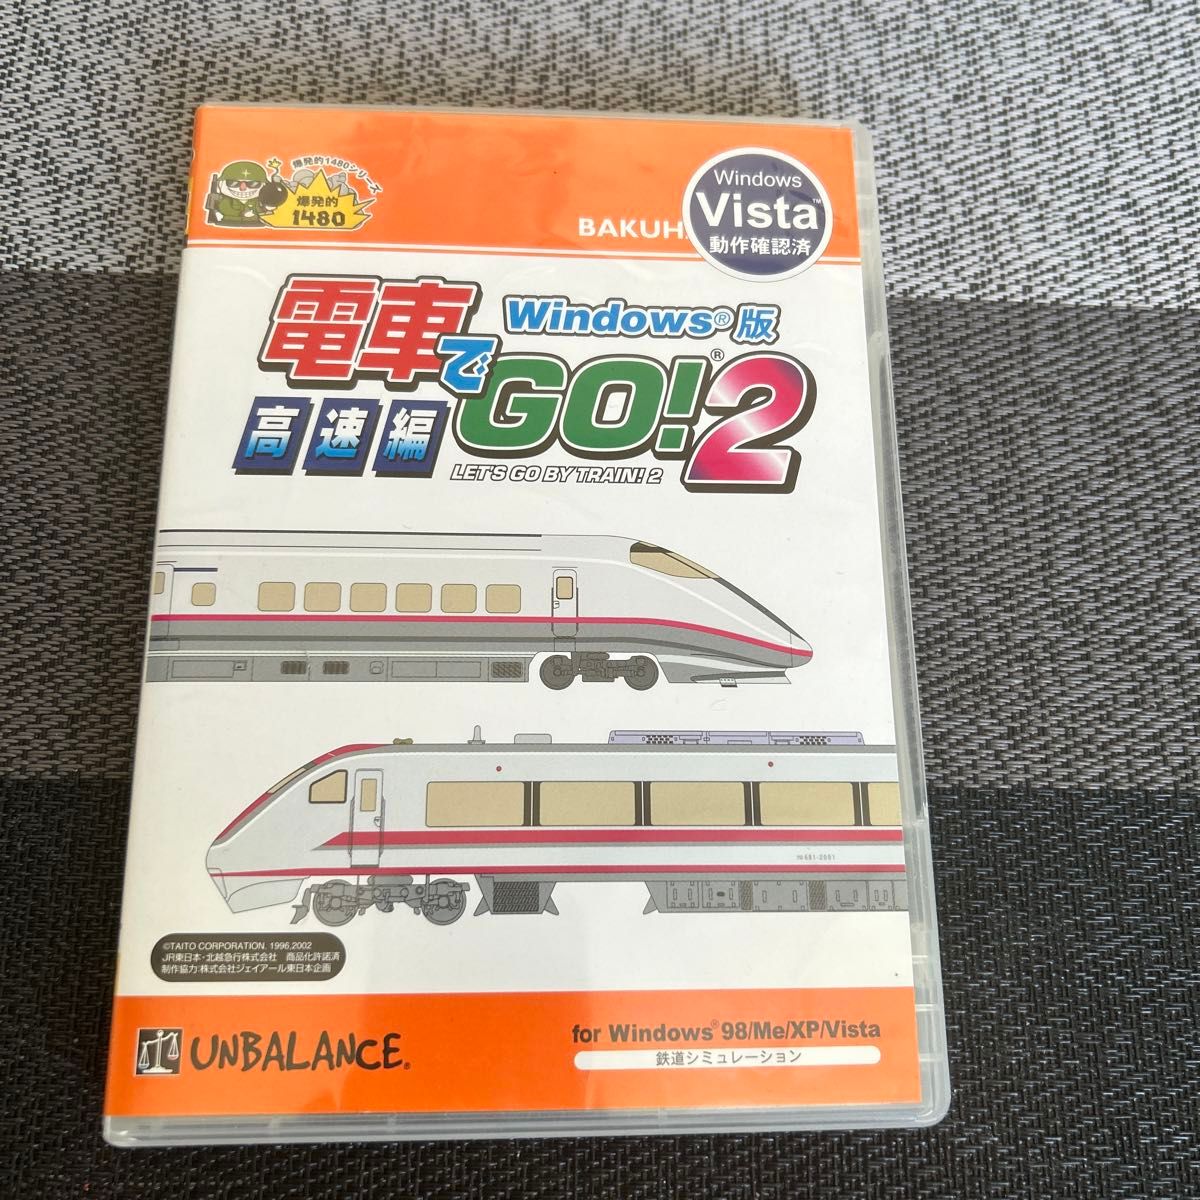 爆発的1480シリーズ
爆発的
1480
BAKUH
Windows
Vista™
動作確認済
Windows®版
電車でGO!®2
高速編
LET'S GO BY TRAIN! 2
681-2001
©TAITO CORPORATION. 1996,2002
JR東日本・北越急行株式会社 商品化許諾済
制作協力:株式会社ジェイアール東日本企画
UNBALANCE®
for Windows®98/Me/XP/Vista
鉄道シミュレーション